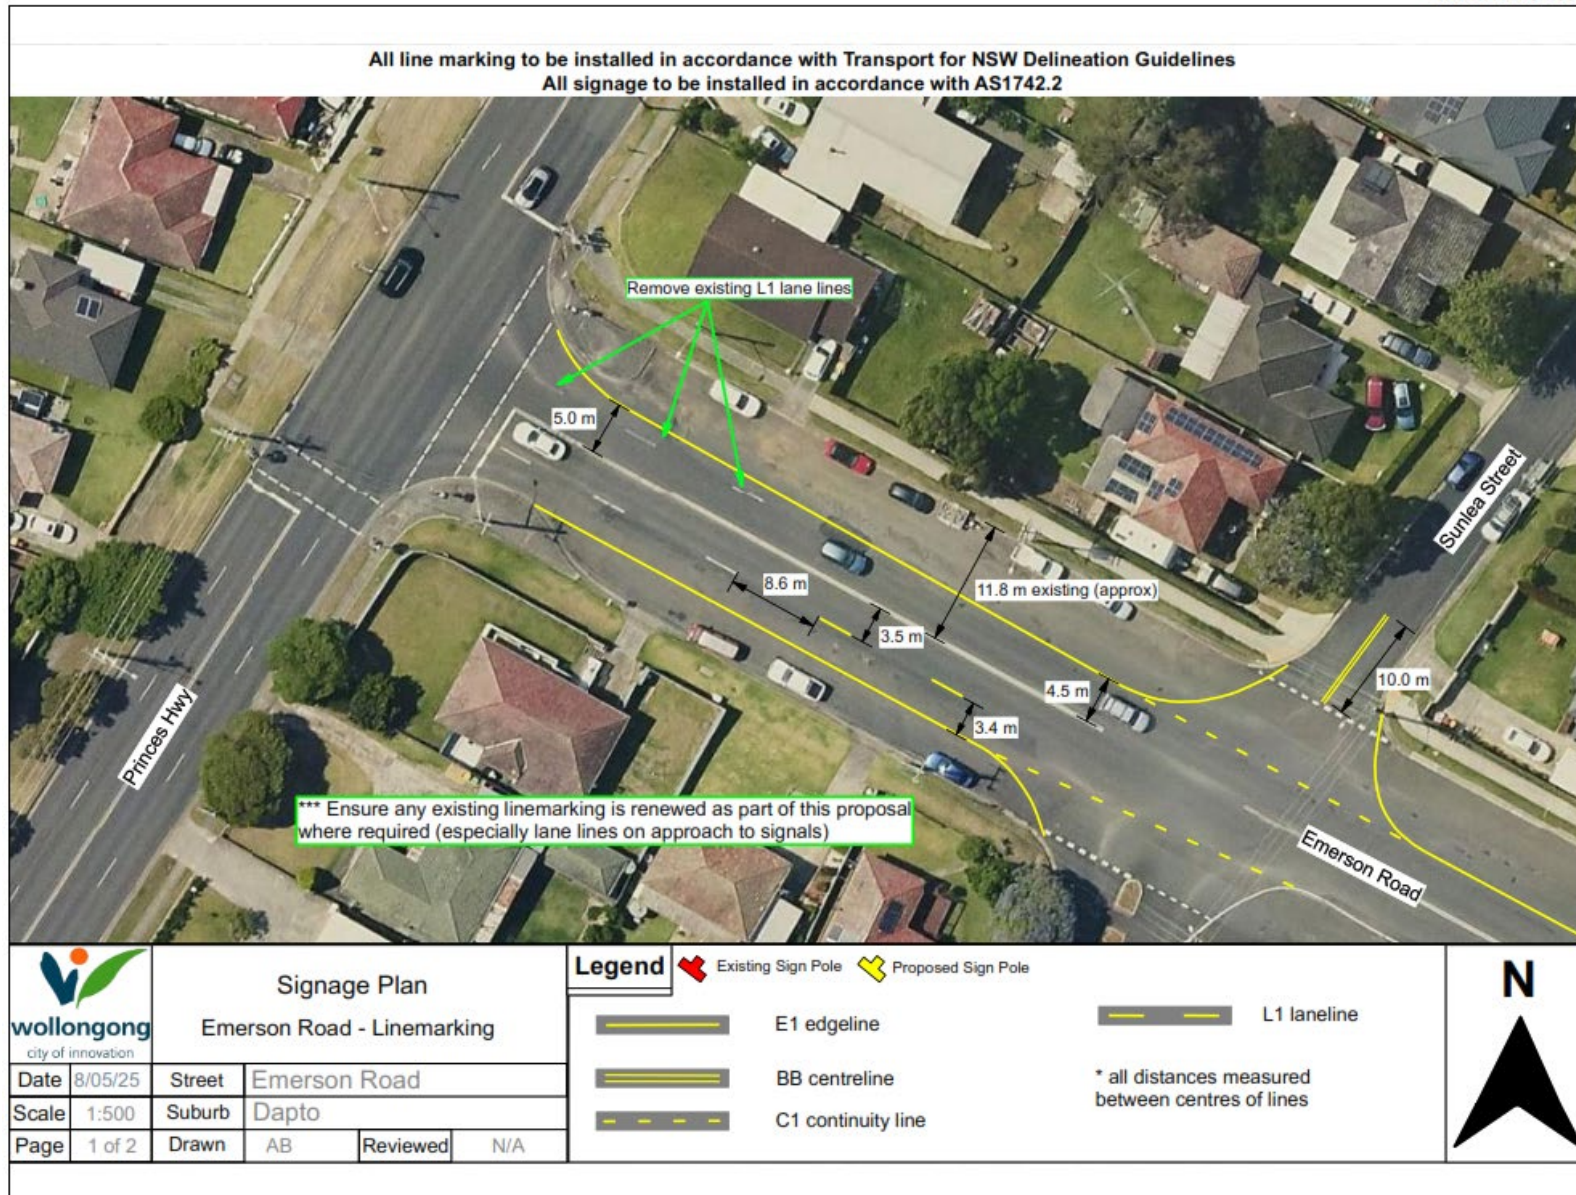 All line marking to be installed in accordance with Transport for NSW Delineation Guidelines
All signage to be installed in accordance with AS1742.2
Remove existing L1 lane lines
5.0 m
8.6 m
11.8 m existing (approx)
3.5 m
4.5 m
3.4 m
10.0 m
Sunlea Street
Princes Hwy
Emerson Road
*** Ensure any existing linemarking is renewed as part of this proposal
where required (especially lane lines on approach to signals)
wollongong
city of innovation
Signage Plan
Emerson Road - Linemarking
Date 8/05/25 Street Emerson Road
Scale 1:500 Suburb Dapto
Page 1 of 2 Drawn AB Reviewed N/A
Legend Existing Sign Pole Proposed Sign Pole
E1 edgeline
L1 laneline
BB centreline
C1 continuity line
* all distances measured
between centres of lines
N